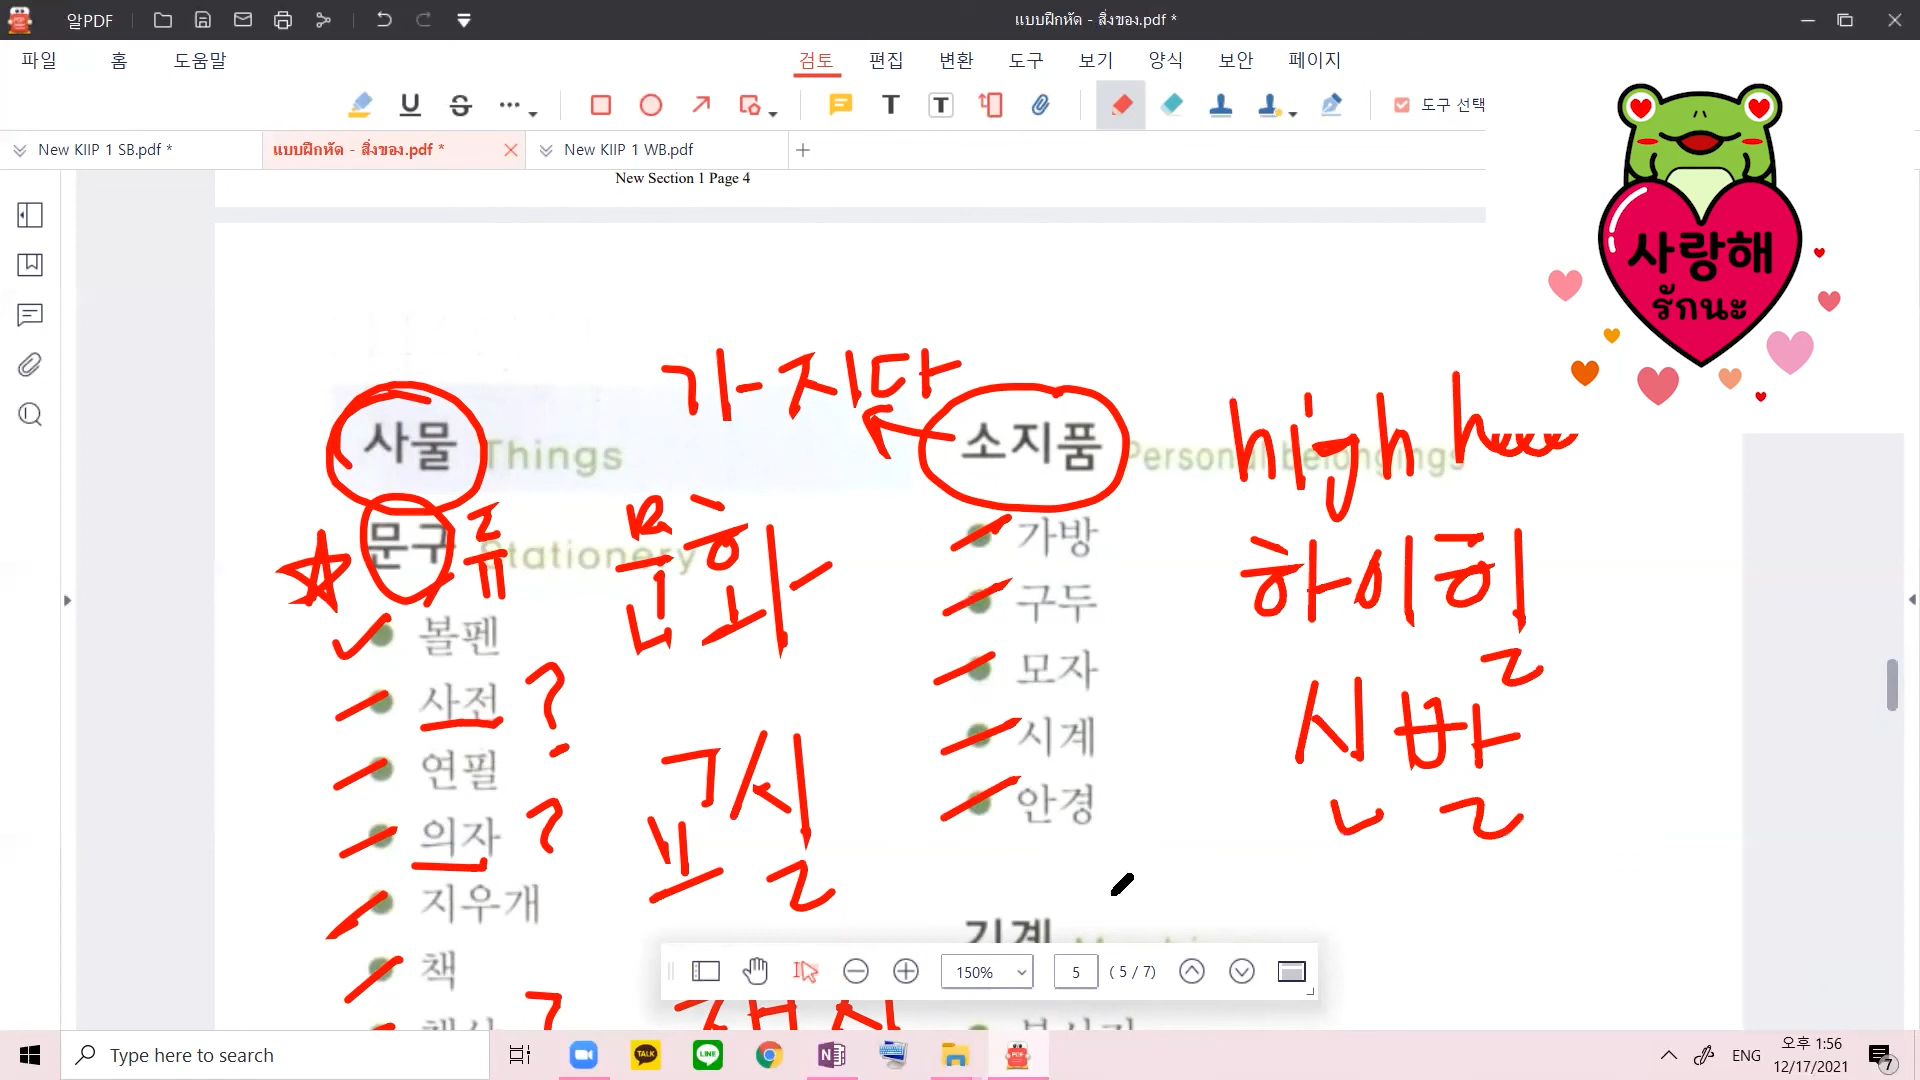 알PDF
แบบฝึกหัด - สิ่งของ.pdf *
파일 홈 도움말 검토 편집 변환 도구 보기 양식 보안 페이지
도구 선택
New KIIP 1 SB.pdf *
แบบฝึกหัด - สิ่งของ.pdf *
New KIIP 1 WB.pdf
New Section 1 Page 4
사랑해
รักนะ
가지다
사물 Things
소지품 Personal belongings
high
문구류 Stationery
문화
하이힐
신발
교실
볼펜
사전 ?
연필
의자 ?
지우개
책
가방
구두
모자
시계
안경
기계
150%
5 (5 / 7)
Type here to search
TALK
LINE
PDF
ENG
오후 1:56
12/17/2021
7